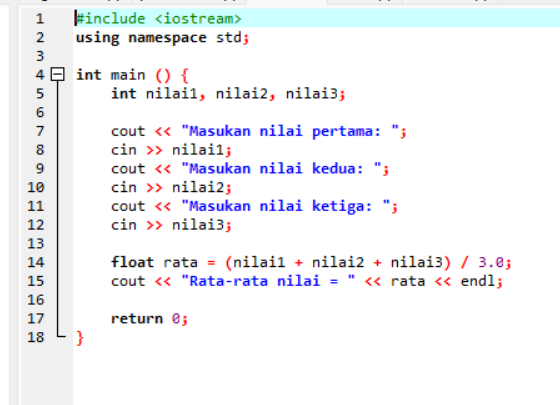 1 #include <iostream>
2 using namespace std;
3
4 int main () {
5 int nilai1, nilai2, nilai3;
6
7 cout << "Masukan nilai pertama: ";
8 cin >> nilai1;
9 cout << "Masukan nilai kedua: ";
10 cin >> nilai2;
11 cout << "Masukan nilai ketiga: ";
12 cin >> nilai3;
13
14 float rata = (nilai1 + nilai2 + nilai3) / 3.0;
15 cout << "Rata-rata nilai = " << rata << endl;
16
17 return 0;
18 }